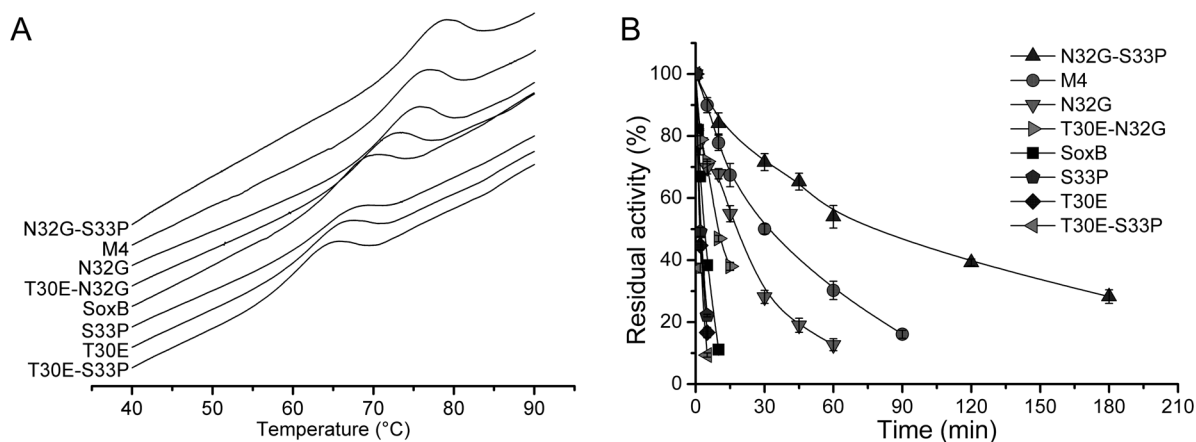 A
N32G-S33P
M4
N32G
T30E-N32G
SoxB
S33P
T30E
T30E-S33P
40 50 60 70 80 90
Temperature (°C)
B
Residual activity (%)
100
80
60
40
20
0
0 30 60 90 120 150 180 210
Time (min)
N32G-S33P
M4
N32G
T30E-N32G
SoxB
S33P
T30E
T30E-S33P